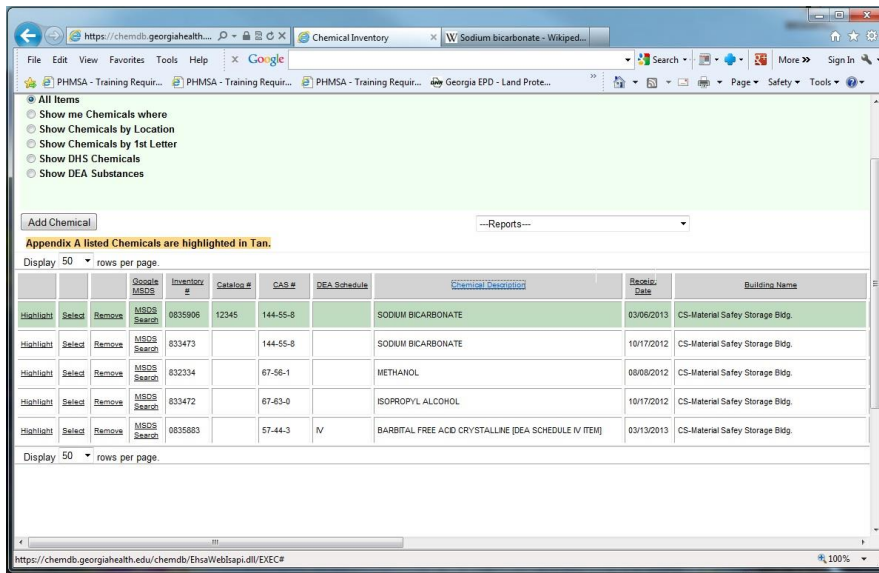 https://chemdb.georgiahealth....
Chemical Inventory
Sodium bicarbonate - Wikiped...
File Edit View Favorites Tools Help
Google
Search
More »
Sign In
PHMSA - Training Requir...
PHMSA - Training Requir...
PHMSA - Training Requir...
Georgia EPD - Land Prote...
Page
Safety
Tools
All Items
Show me Chemicals where
Show Chemicals by Location
Show Chemicals by 1st Letter
Show DHS Chemicals
Show DEA Substances
Add Chemical
---Reports---
Appendix A listed Chemicals are highlighted in Tan.
Display 50 rows per page.
Google MSDS Inventory # Catalog # CAS # DEA Schedule Chemical Description Receip. Date Building Name
Highlight Select Remove MSDS Search 0835906 12345 144-55-8 SODIUM BICARBONATE 03/06/2013 CS-Material Safey Storage Bldg.
Highlight Select Remove MSDS Search 833473 144-55-8 SODIUM BICARBONATE 10/17/2012 CS-Material Safey Storage Bldg.
Highlight Select Remove MSDS Search 832334 67-56-1 METHANOL 08/08/2012 CS-Material Safey Storage Bldg.
Highlight Select Remove MSDS Search 833472 67-63-0 ISOPROPYL ALCOHOL 10/17/2012 CS-Material Safey Storage Bldg.
Highlight Select Remove MSDS Search 0835883 57-44-3 IV BARBITAL FREE ACID CRYSTALLINE [DEA SCHEDULE IV ITEM] 03/13/2013 CS-Material Safey Storage Bldg.
Display 50 rows per page.
https://chemdb.georgiahealth.edu/chemdb/EhsaWebIsapi.dll/EXEC#
100%